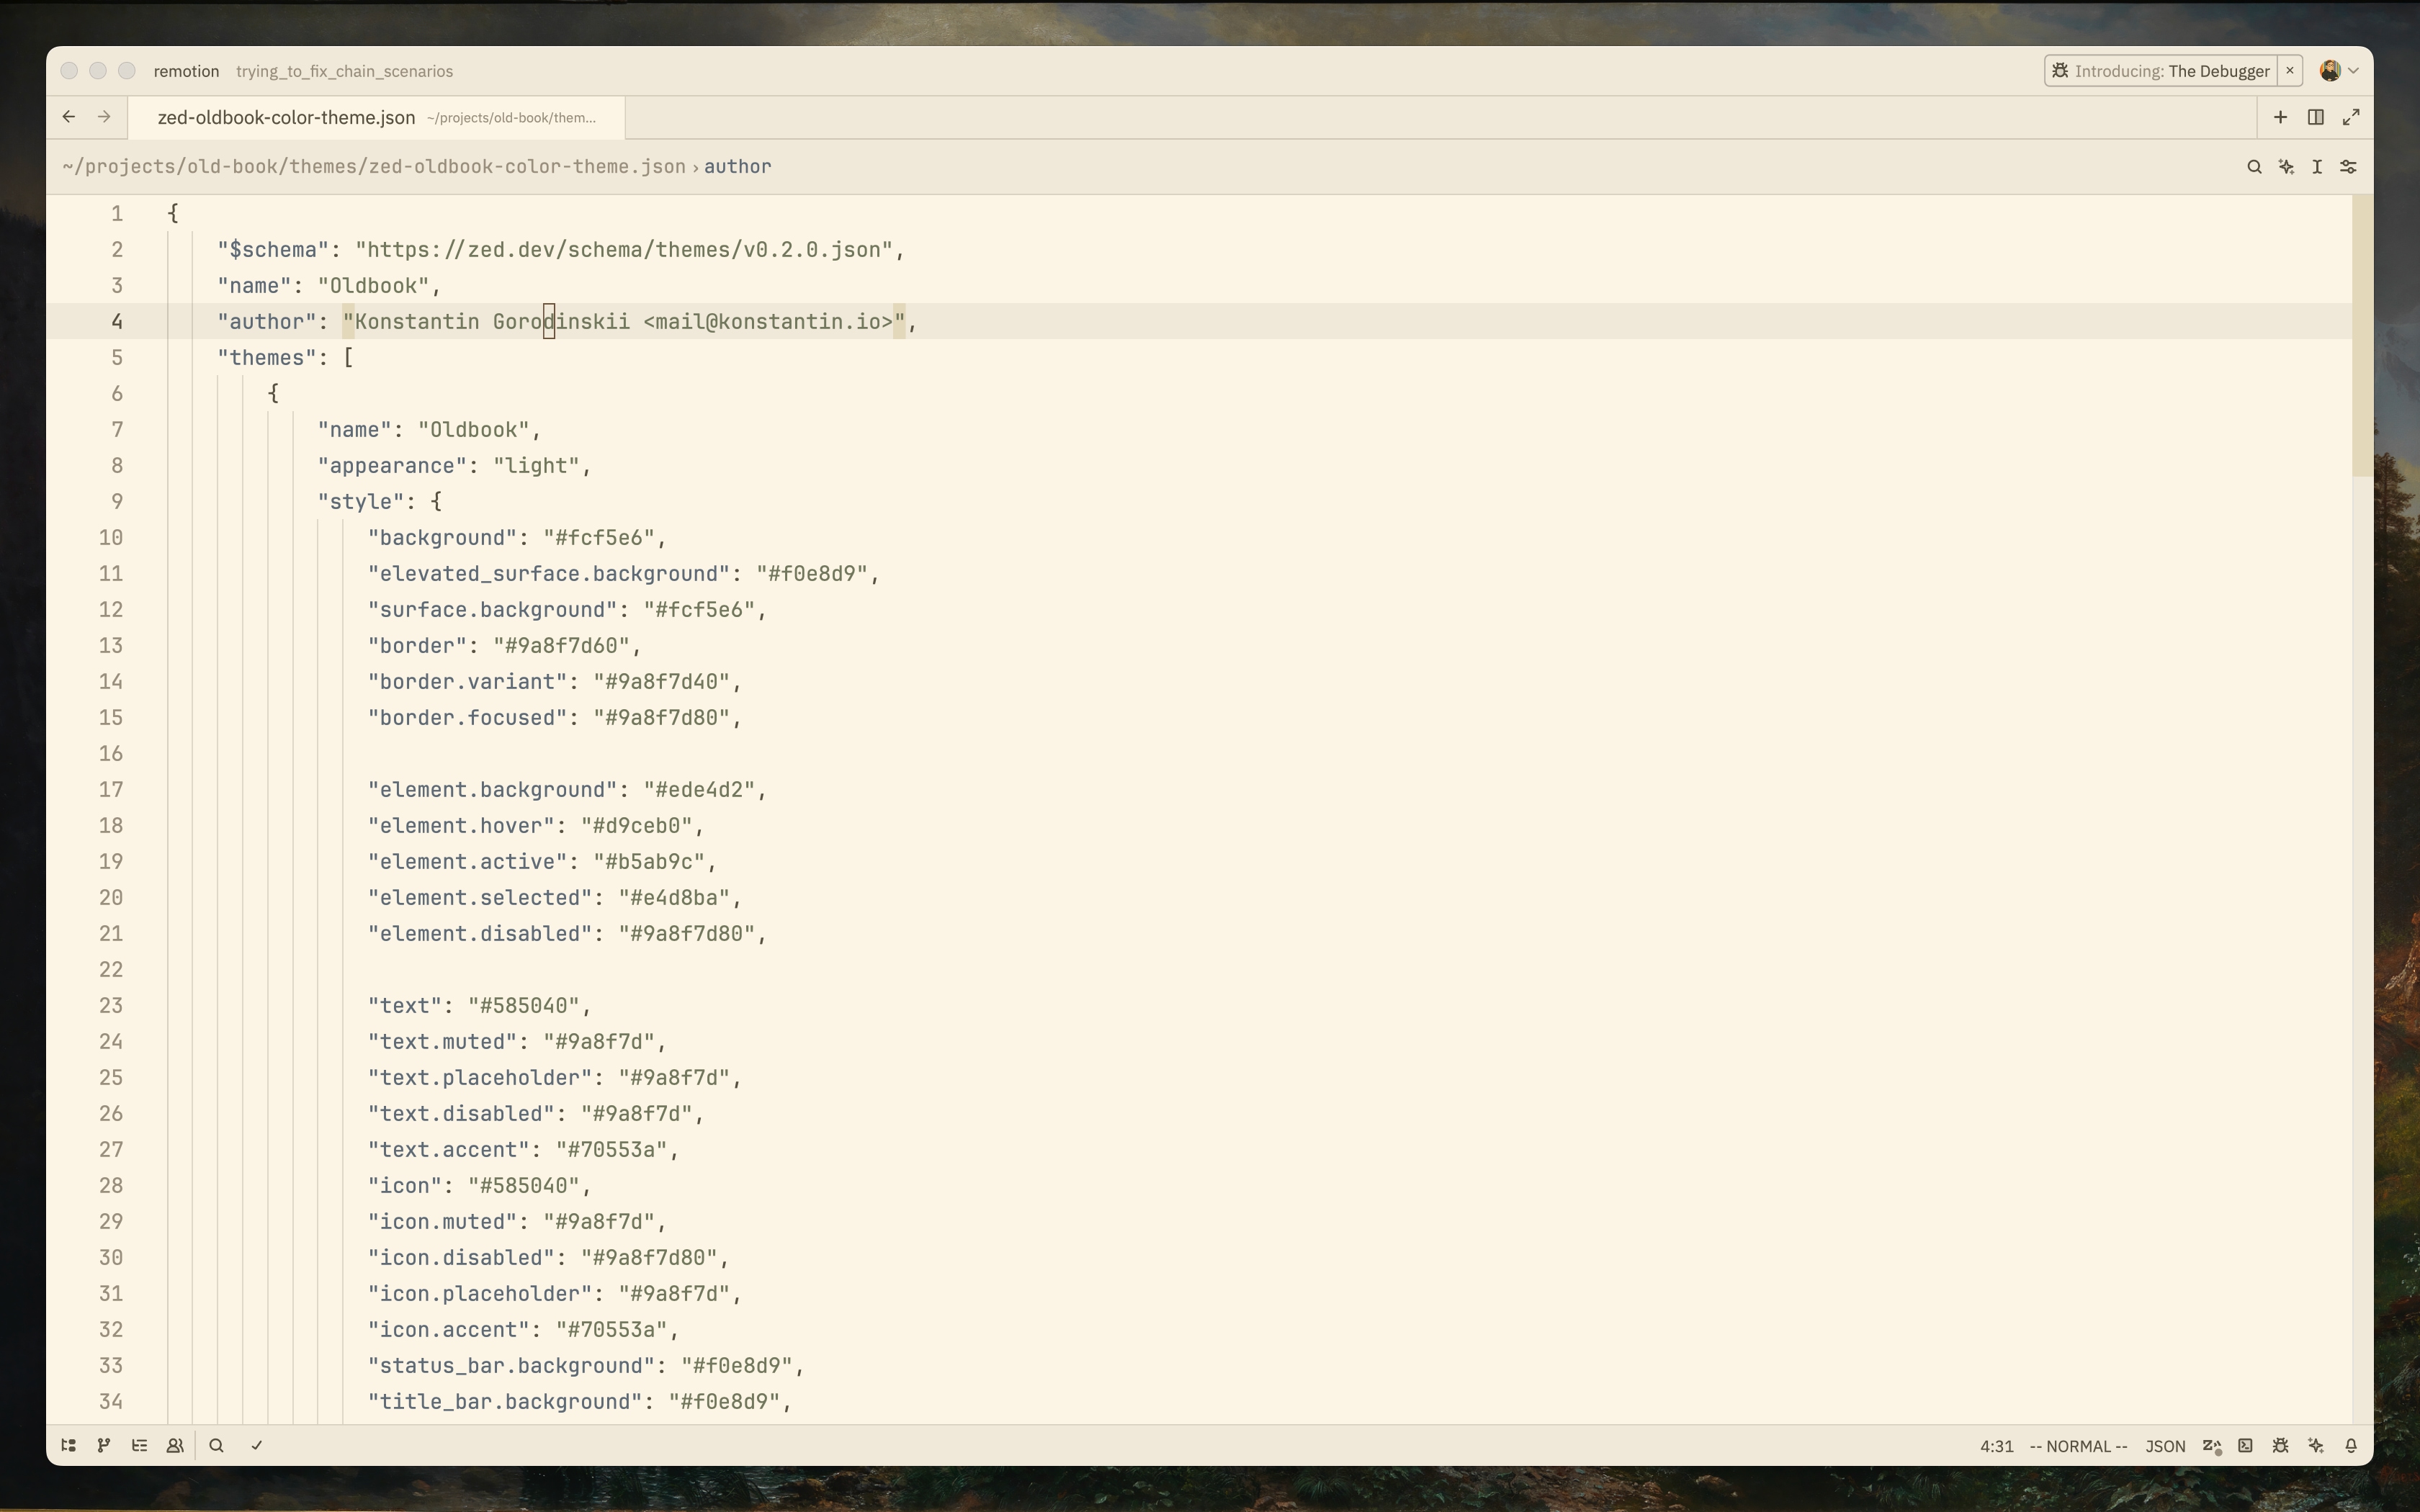 remotion trying_to_fix_chain_scenarios Introducing: The Debugger
zed-oldbook-color-theme.json ~/projects/old-book/them...
~/projects/old-book/themes/zed-oldbook-color-theme.json › author
1 {
2 "$schema": "https://zed.dev/schema/themes/v0.2.0.json",
3 "name": "Oldbook",
4 "author": "Konstantin Gorodinskii <mail@konstantin.io>",
5 "themes": [
6 {
7 "name": "Oldbook",
8 "appearance": "light",
9 "style": {
10 "background": "#fcf5e6",
11 "elevated_surface.background": "#f0e8d9",
12 "surface.background": "#fcf5e6",
13 "border": "#9a8f7d60",
14 "border.variant": "#9a8f7d40",
15 "border.focused": "#9a8f7d80",
16
17 "element.background": "#ede4d2",
18 "element.hover": "#d9ceb0",
19 "element.active": "#b5ab9c",
20 "element.selected": "#e4d8ba",
21 "element.disabled": "#9a8f7d80",
22
23 "text": "#585040",
24 "text.muted": "#9a8f7d",
25 "text.placeholder": "#9a8f7d",
26 "text.disabled": "#9a8f7d",
27 "text.accent": "#70553a",
28 "icon": "#585040",
29 "icon.muted": "#9a8f7d",
30 "icon.disabled": "#9a8f7d80",
31 "icon.placeholder": "#9a8f7d",
32 "icon.accent": "#70553a",
33 "status_bar.background": "#f0e8d9",
34 "title_bar.background": "#f0e8d9",
4:31 -- NORMAL -- JSON